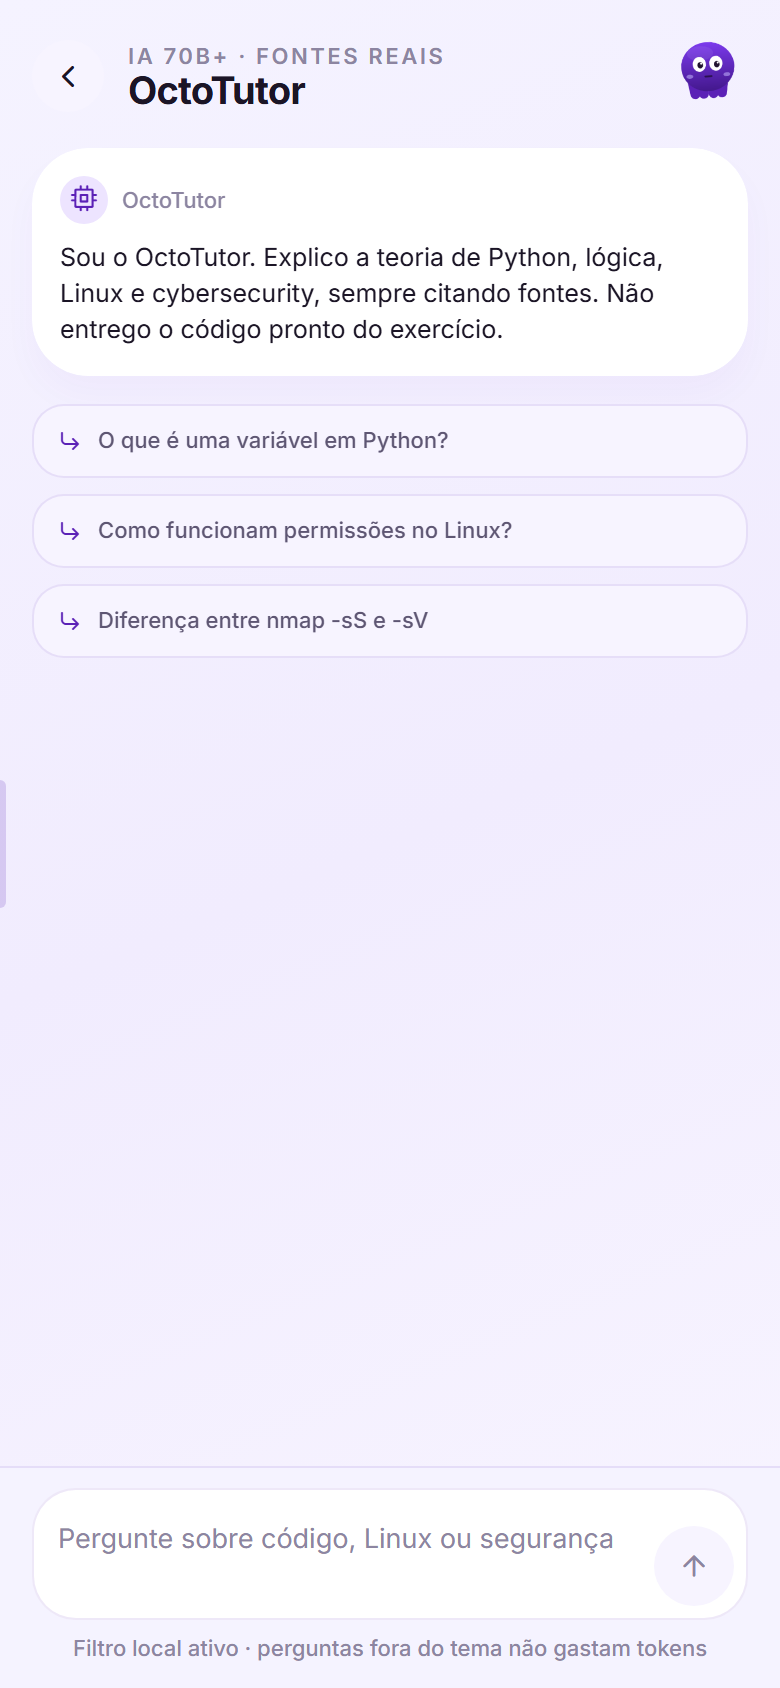 IA 70B+ · FONTES REAIS
OctoTutor
OctoTutor
Sou o OctoTutor. Explico a teoria de Python, lógica,
Linux e cybersecurity, sempre citando fontes. Não
entrego o código pronto do exercício.
O que é uma variável em Python?
Como funcionam permissões no Linux?
Diferença entre nmap -sS e -sV
Pergunte sobre código, Linux ou segurança
Filtro local ativo · perguntas fora do tema não gastam tokens